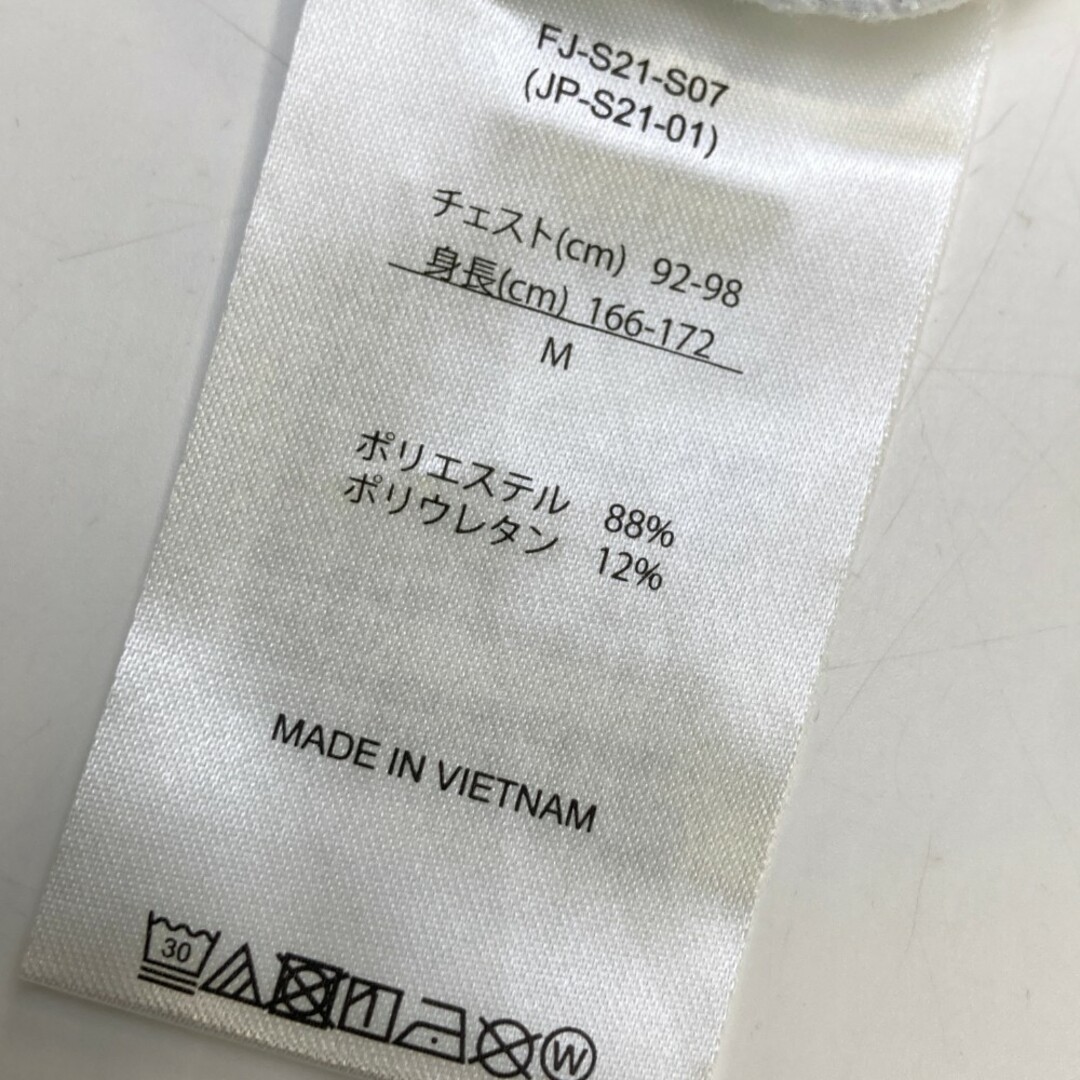 FJ-S21-S07
(JP-S21-01)
チェスト(cm) 92-98
身長(cm) 166-172
M
ポリエステル 88%
ポリウレタン 12%
MADE IN VIETNAM
30
W